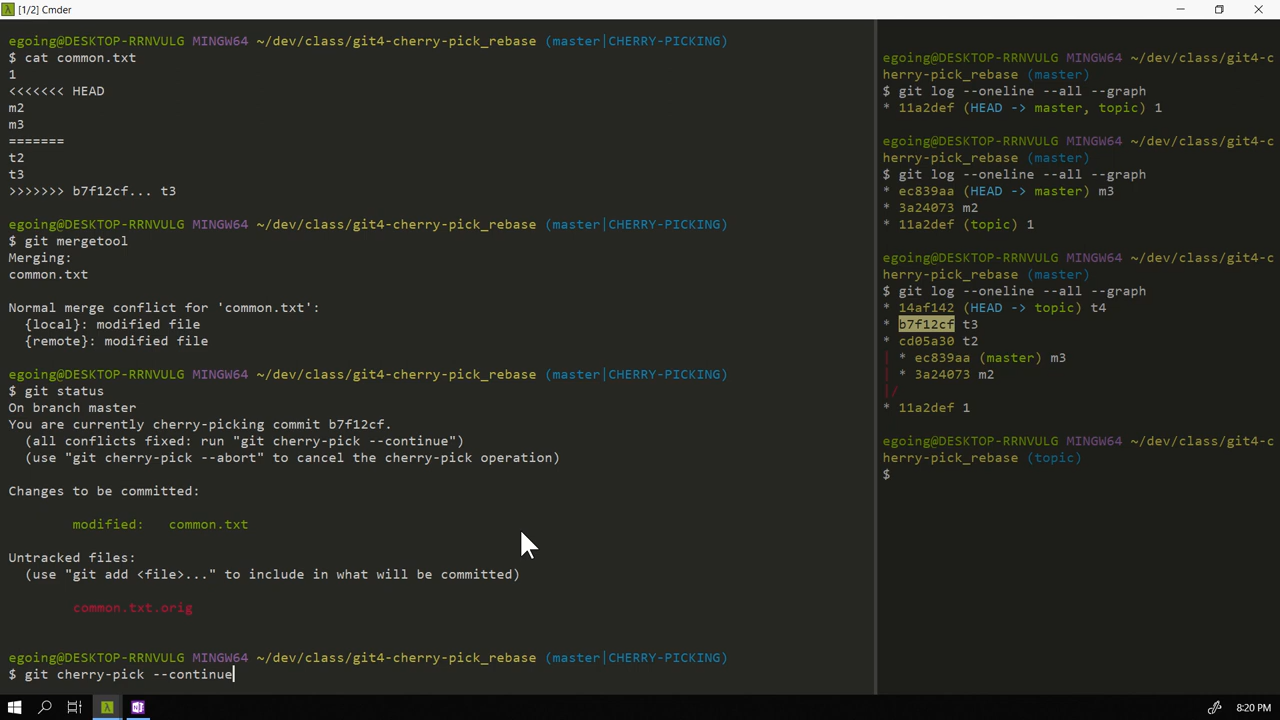 [1/2] Cmder
egoing@DESKTOP-RRNVULG MINGW64 ~/dev/class/git4-cherry-pick_rebase (master|CHERRY-PICKING)
$ cat common.txt
1
<<<<<<< HEAD
m2
m3
=======
t2
t3
>>>>>>> b7f12cf... t3
egoing@DESKTOP-RRNVULG MINGW64 ~/dev/class/git4-cherry-pick_rebase (master|CHERRY-PICKING)
$ git mergetool
Merging:
common.txt
Normal merge conflict for 'common.txt':
{local}: modified file
{remote}: modified file
egoing@DESKTOP-RRNVULG MINGW64 ~/dev/class/git4-cherry-pick_rebase (master|CHERRY-PICKING)
$ git status
On branch master
You are currently cherry-picking commit b7f12cf.
(all conflicts fixed: run "git cherry-pick --continue")
(use "git cherry-pick --abort" to cancel the cherry-pick operation)
Changes to be committed:
modified:   common.txt
Untracked files:
(use "git add <file>..." to include in what will be committed)
common.txt.orig
egoing@DESKTOP-RRNVULG MINGW64 ~/dev/class/git4-cherry-pick_rebase (master|CHERRY-PICKING)
$ git cherry-pick --continue
egoing@DESKTOP-RRNVULG MINGW64 ~/dev/class/git4-c
herry-pick_rebase (master)
$ git log --oneline --all --graph
* 11a2def (HEAD -> master, topic) 1
egoing@DESKTOP-RRNVULG MINGW64 ~/dev/class/git4-c
herry-pick_rebase (master)
$ git log --oneline --all --graph
* ec839aa (HEAD -> master) m3
* 3a24073 m2
* 11a2def (topic) 1
egoing@DESKTOP-RRNVULG MINGW64 ~/dev/class/git4-c
herry-pick_rebase (master)
$ git log --oneline --all --graph
* 14af142 (HEAD -> topic) t4
* b7f12cf t3
* cd05a30 t2
| * ec839aa (master) m3
| * 3a24073 m2
|/
* 11a2def 1
egoing@DESKTOP-RRNVULG MINGW64 ~/dev/class/git4-c
herry-pick_rebase (topic)
$
8:20 PM